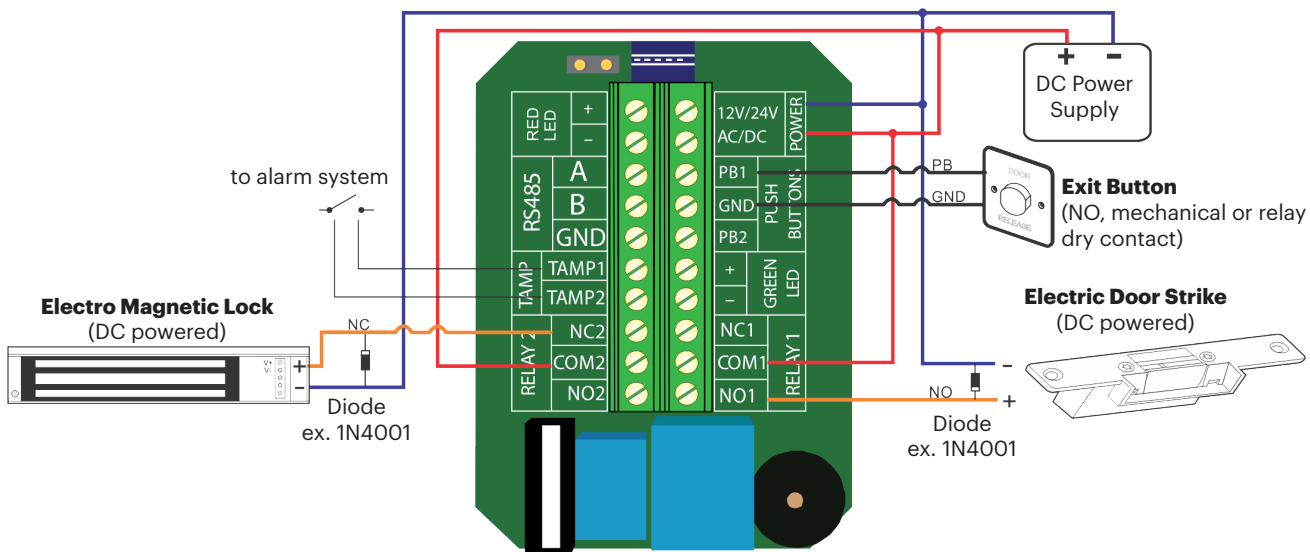 + −
DC Power
Supply
RED
LED
+
−
RS485
A
B
GND
TAMP
TAMP1
TAMP2
RELAY 2
NC2
COM2
NO2
12V/24V
AC/DC
POWER
PB1
GND
PB2
PUSH
BUTTONS
+
−
GREEN
LED
NC1
COM1
NO1
RELAY 1
to alarm system
PB
GND
DOOR
RELEASE
Exit Button
(NO, mechanical or relay
dry contact)
Electro Magnetic Lock
(DC powered)
NC
V+
V-
+
−
Diode
ex. 1N4001
Electric Door Strike
(DC powered)
−
NO
+
Diode
ex. 1N4001